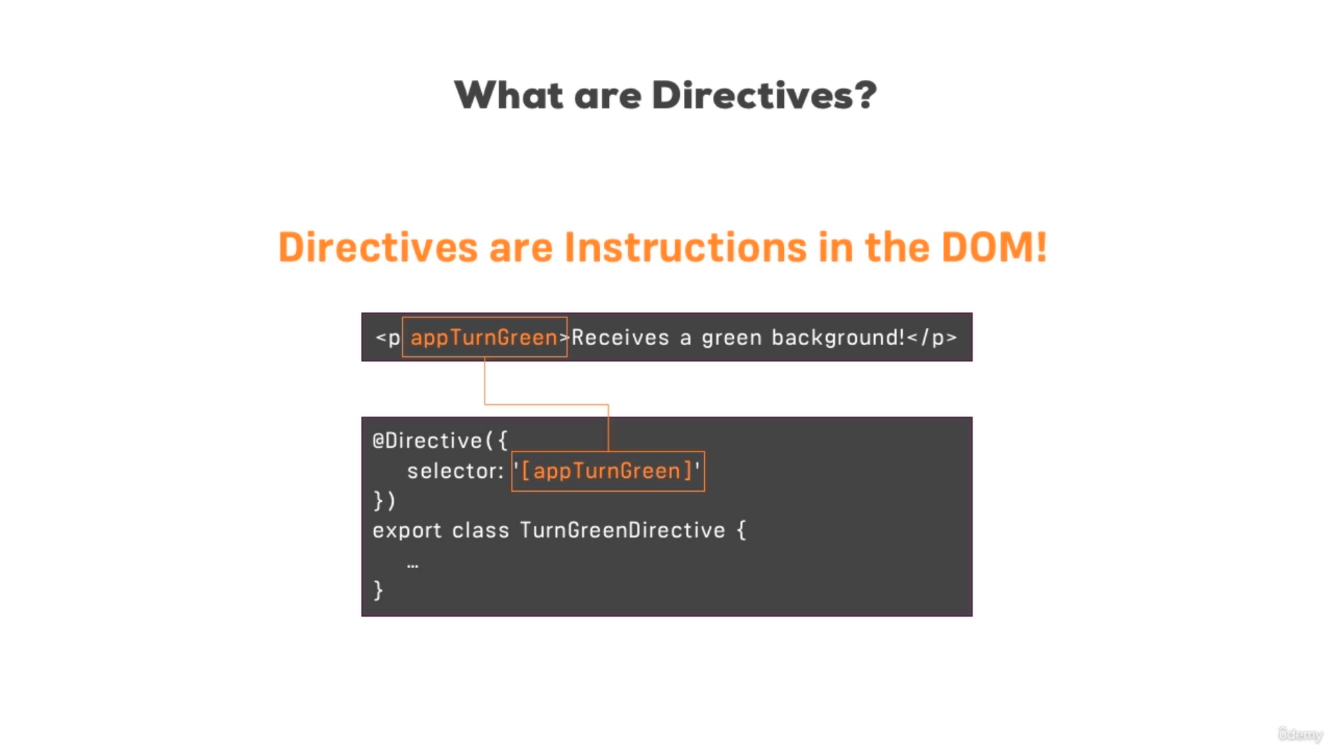 What are Directives?
Directives are Instructions in the DOM!
<p appTurnGreen>Receives a green background!</p>
@Directive({
selector: '[appTurnGreen]'
})
export class TurnGreenDirective {
…
}
ûdemy